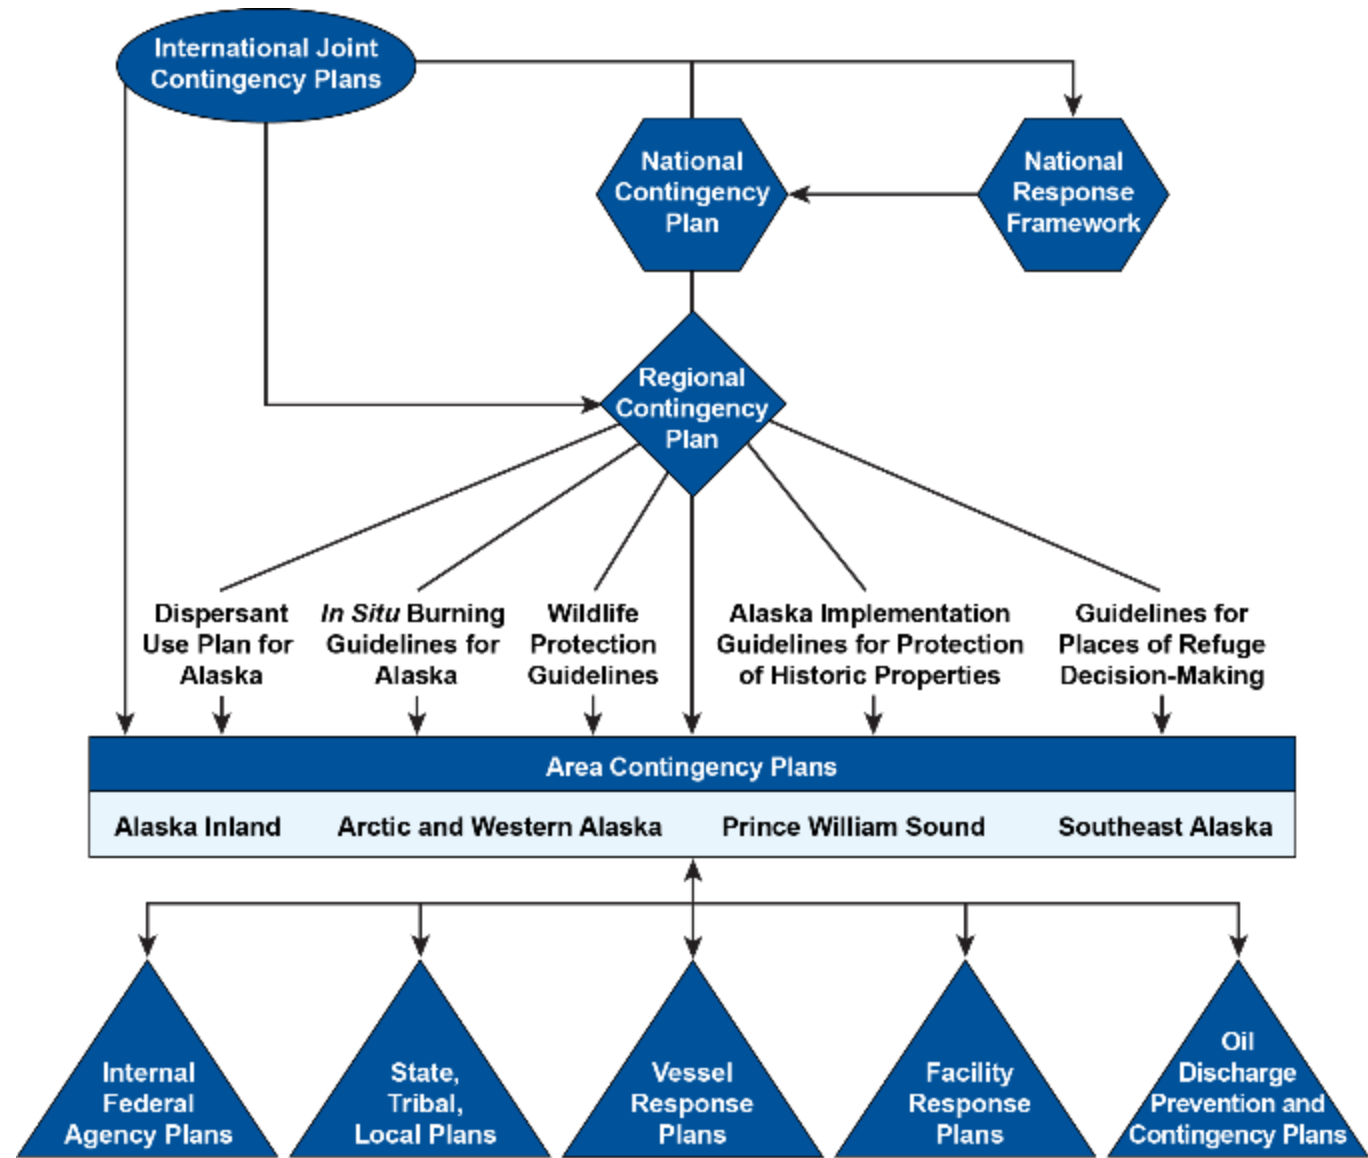 International Joint
Contingency Plans
National
Contingency
Plan
National
Response
Framework
Regional
Contingency
Plan
Dispersant
Use Plan for
Alaska
In Situ Burning
Guidelines for
Alaska
Wildlife
Protection
Guidelines
Alaska Implementation
Guidelines for Protection
of Historic Properties
Guidelines for
Places of Refuge
Decision-Making
Area Contingency Plans
Alaska Inland
Arctic and Western Alaska
Prince William Sound
Southeast Alaska
Internal
Federal
Agency Plans
State,
Tribal,
Local Plans
Vessel
Response
Plans
Facility
Response
Plans
Oil
Discharge
Prevention and
Contingency Plans